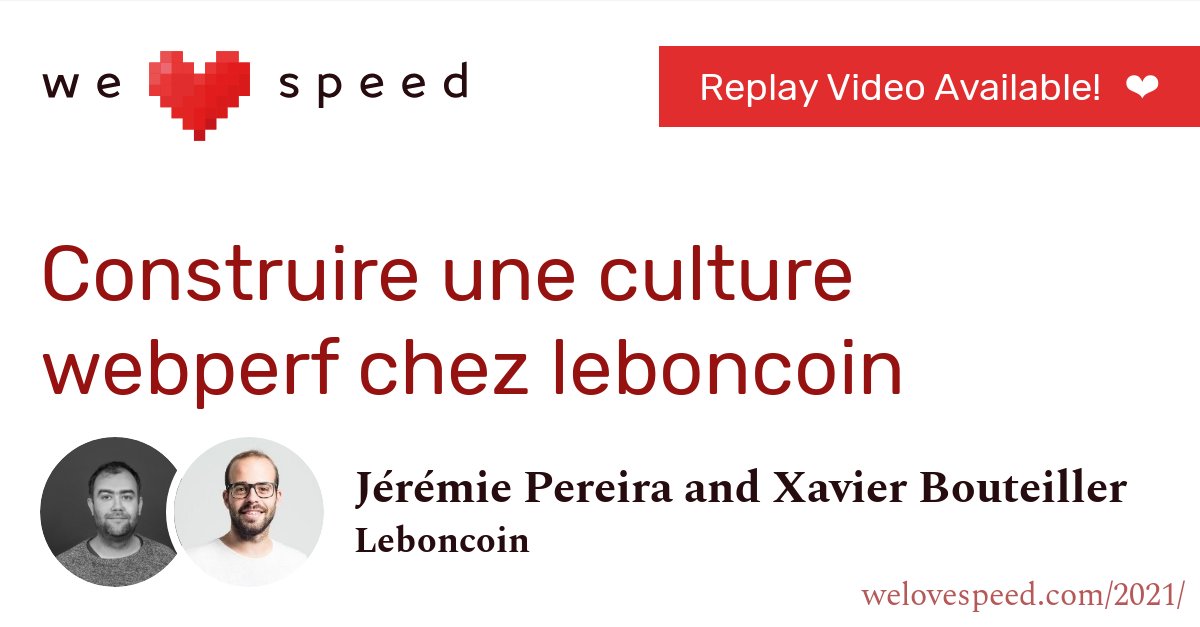 we speed
Replay Video Available! ❤
Construire une culture
webperf chez leboncoin
Jérémie Pereira and Xavier Bouteiller
Leboncoin
welovespeed.com/2021/